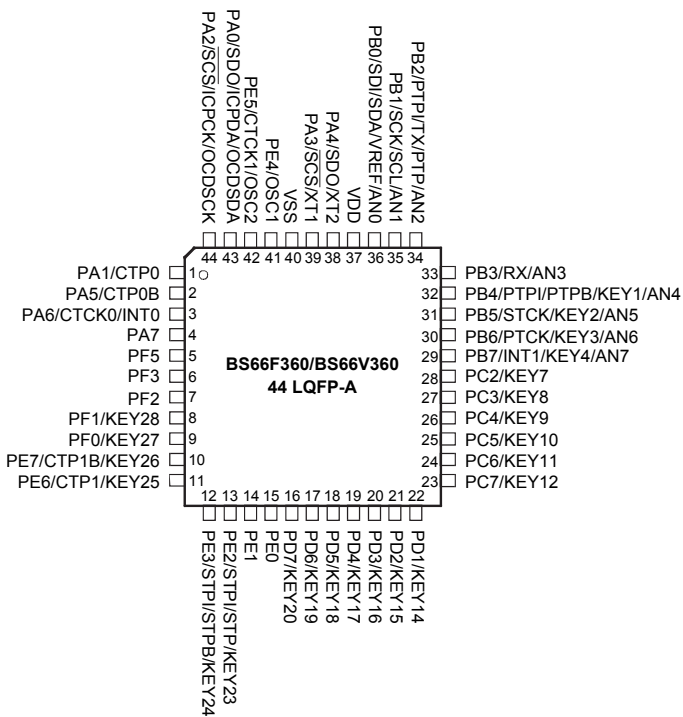 PA2/SCS/ICPCK/OCDSCK
PA0/SDO/ICPDA/OCDSDA
PE5/CTCK1/OSC2
PE4/OSC1
VSS
PA3/SCS/XT1
PA4/SDO/XT2
VDD
PB0/SDI/SDA/VREF/AN0
PB1/SCK/SCL/AN1
PB2/PTPI/TX/PTP/AN2
44 43 42 41 40 39 38 37 36 35 34
PA1/CTP0 1
PA5/CTP0B 2
PA6/CTCK0/INT0 3
PA7 4
PF5 5
PF3 6
PF2 7
PF1/KEY28 8
PF0/KEY27 9
PE7/CTP1B/KEY26 10
PE6/CTP1/KEY25 11
BS66F360/BS66V360
44 LQFP-A
33 PB3/RX/AN3
32 PB4/PTPI/PTPB/KEY1/AN4
31 PB5/STCK/KEY2/AN5
30 PB6/PTCK/KEY3/AN6
29 PB7/INT1/KEY4/AN7
28 PC2/KEY7
27 PC3/KEY8
26 PC4/KEY9
25 PC5/KEY10
24 PC6/KEY11
23 PC7/KEY12
12 13 14 15 16 17 18 19 20 21 22
PE3/STPI/STPB/KEY24
PE2/STPI/STP/KEY23
PE1
PE0
PD7/KEY20
PD6/KEY19
PD5/KEY18
PD4/KEY17
PD3/KEY16
PD2/KEY15
PD1/KEY14